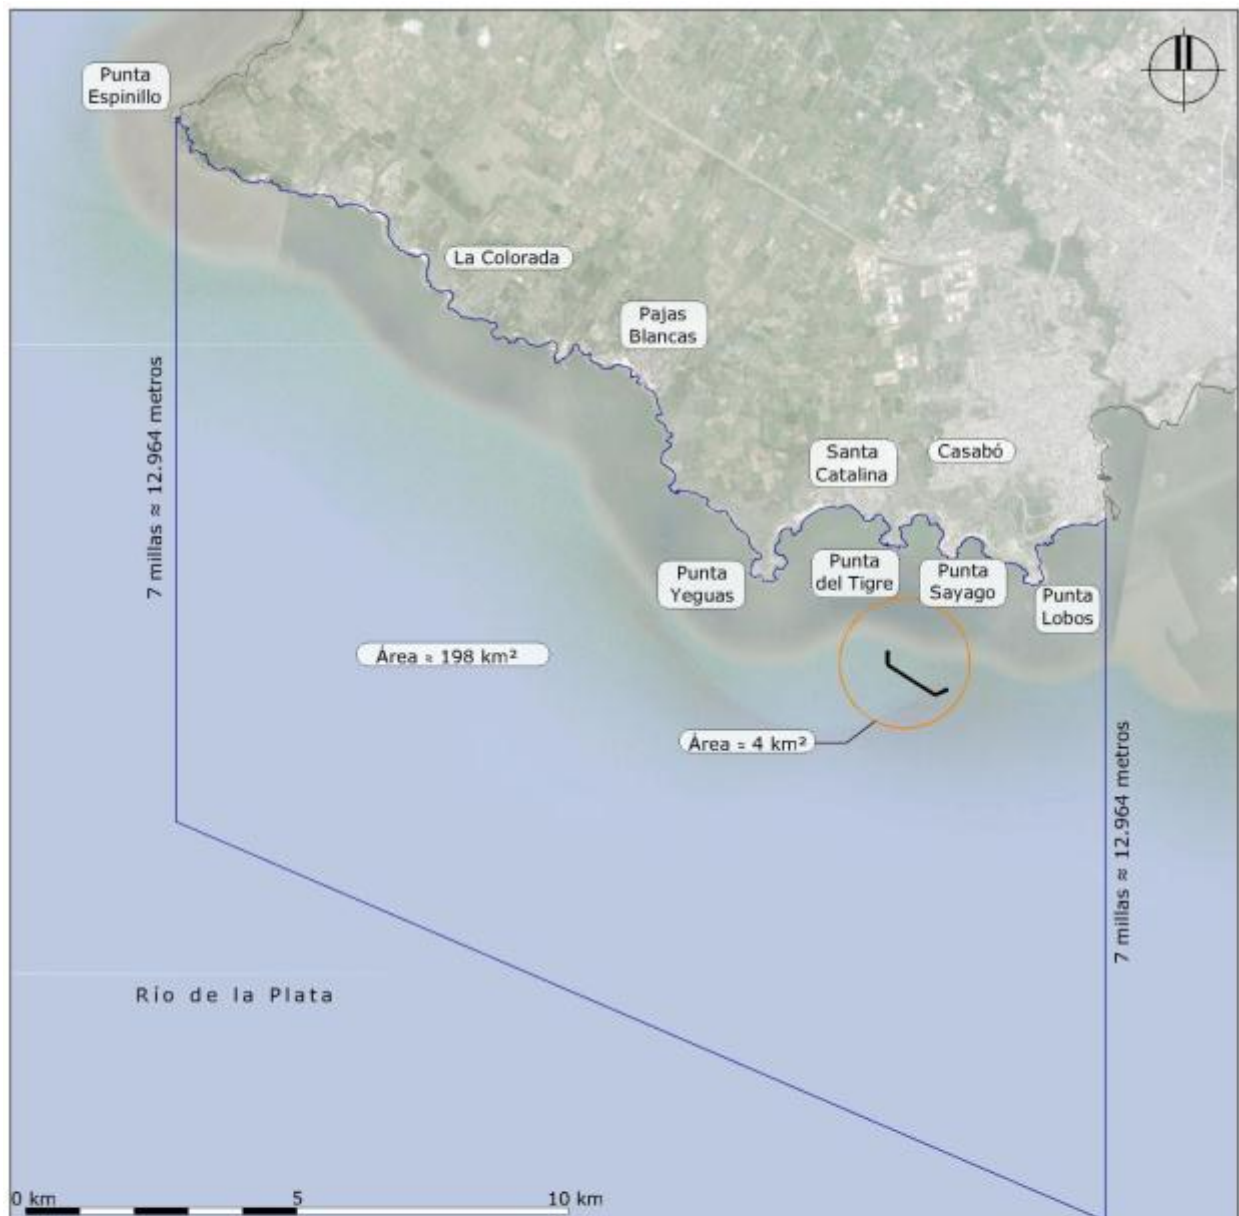 Punta
Espinillo
La Colorada
Pajas
Blancas
Santa
Catalina
Casabó
7 millas ≈ 12.964 metros
Punta
Yeguas
Punta
del Tigre
Punta
Sayago
Punta
Lobos
Área ≈ 198 km²
Área ≈ 4 km²
7 millas ≈ 12.964 metros
Río de la Plata
0 km
5
10 km